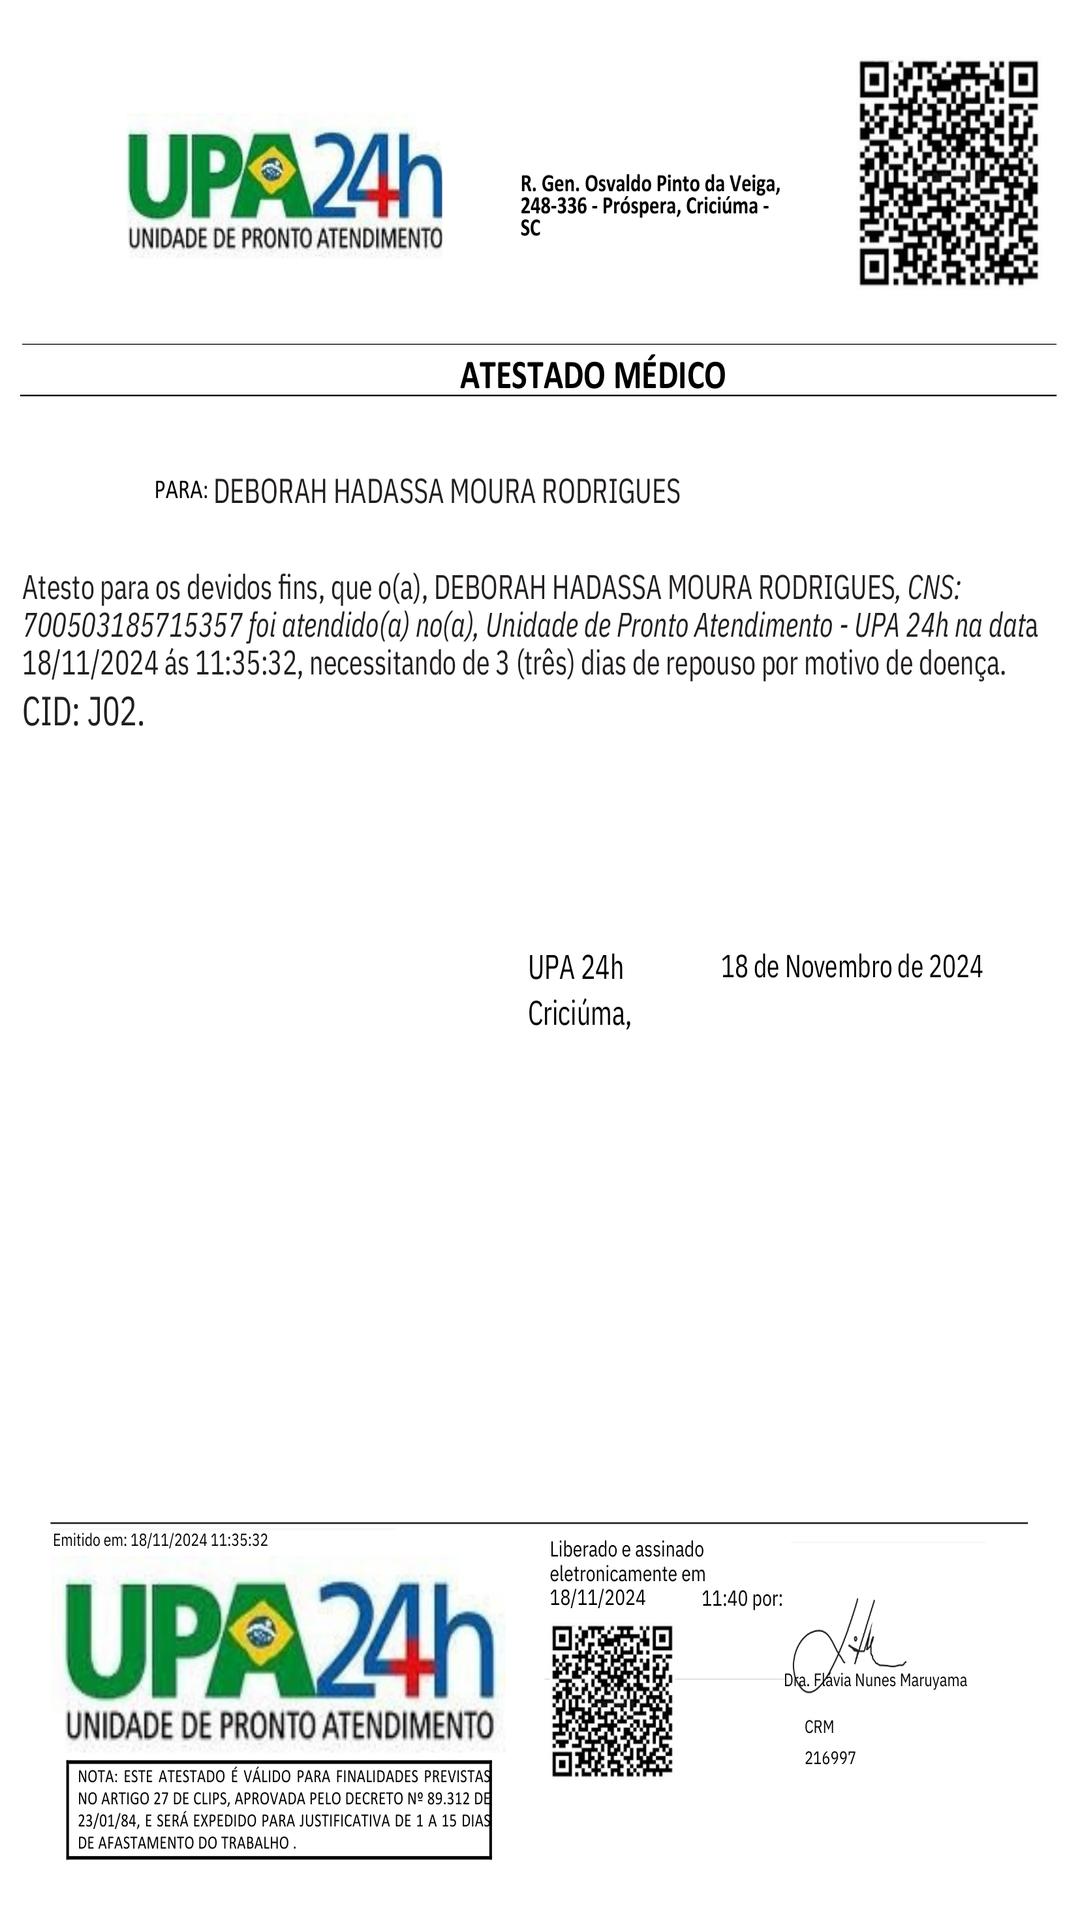 UPA24h
UNIDADE DE PRONTO ATENDIMENTO
R. Gen. Osvaldo Pinto da Veiga,
248-336 - Próspera, Criciúma -
SC
ATESTADO MÉDICO
PARA: DEBORAH HADASSA MOURA RODRIGUES
Atesto para os devidos fins, que o(a), DEBORAH HADASSA MOURA RODRIGUES, CNS:
700503185715357 foi atendido(a) no(a), Unidade de Pronto Atendimento - UPA 24h na data
18/11/2024 ás 11:35:32, necessitando de 3 (três) dias de repouso por motivo de doença.
CID: J02.
UPA 24h 18 de Novembro de 2024
Criciúma,
Emitido em: 18/11/2024 11:35:32
UPA24h
UNIDADE DE PRONTO ATENDIMENTO
NOTA: ESTE ATESTADO É VÁLIDO PARA FINALIDADES PREVISTAS
NO ARTIGO 27 DE CLIPS, APROVADA PELO DECRETO Nº 89.312 DE
23/01/84, E SERÁ EXPEDIDO PARA JUSTIFICATIVA DE 1 A 15 DIAS
DE AFASTAMENTO DO TRABALHO .
Liberado e assinado
eletronicamente em
18/11/2024 11:40 por:
Dra. Flávia Nunes Maruyama
CRM
216997